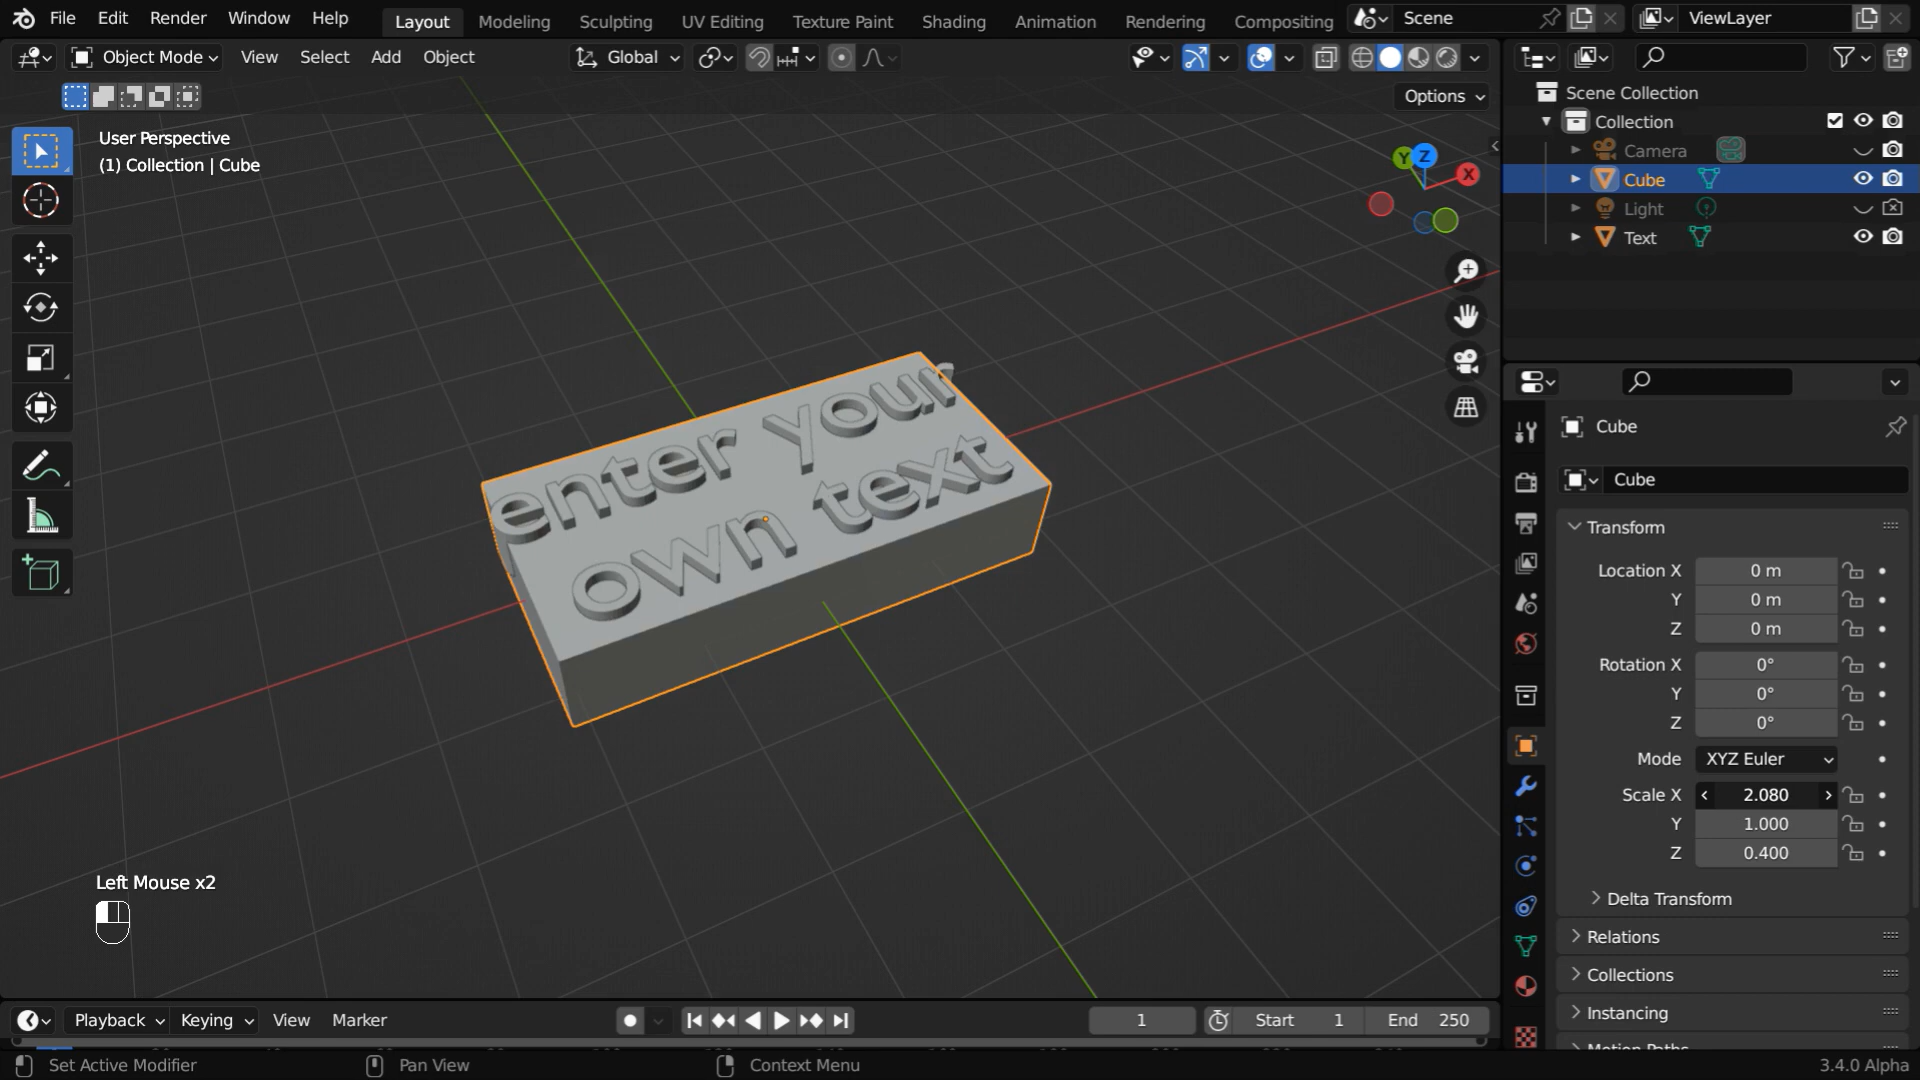 File Edit Render Window Help Layout Modeling Sculpting UV Editing Texture Paint Shading Animation Rendering Compositing Scene ViewLayer
Object Mode View Select Add Object Global
Options
User Perspective
(1) Collection | Cube
Y Z X
enter your
own text
Left Mouse x2
Scene Collection
Collection
Camera
Cube
Light
Text
Cube
Cube
Transform
Location X 0 m
Y 0 m
Z 0 m
Rotation X 0°
Y 0°
Z 0°
Mode XYZ Euler
Scale X 2.080
Y 1.000
Z 0.400
Delta Transform
Relations
Collections
Instancing
Motion Paths
Playback Keying View Marker 1 Start 1 End 250
Set Active Modifier Pan View Context Menu 3.4.0 Alpha